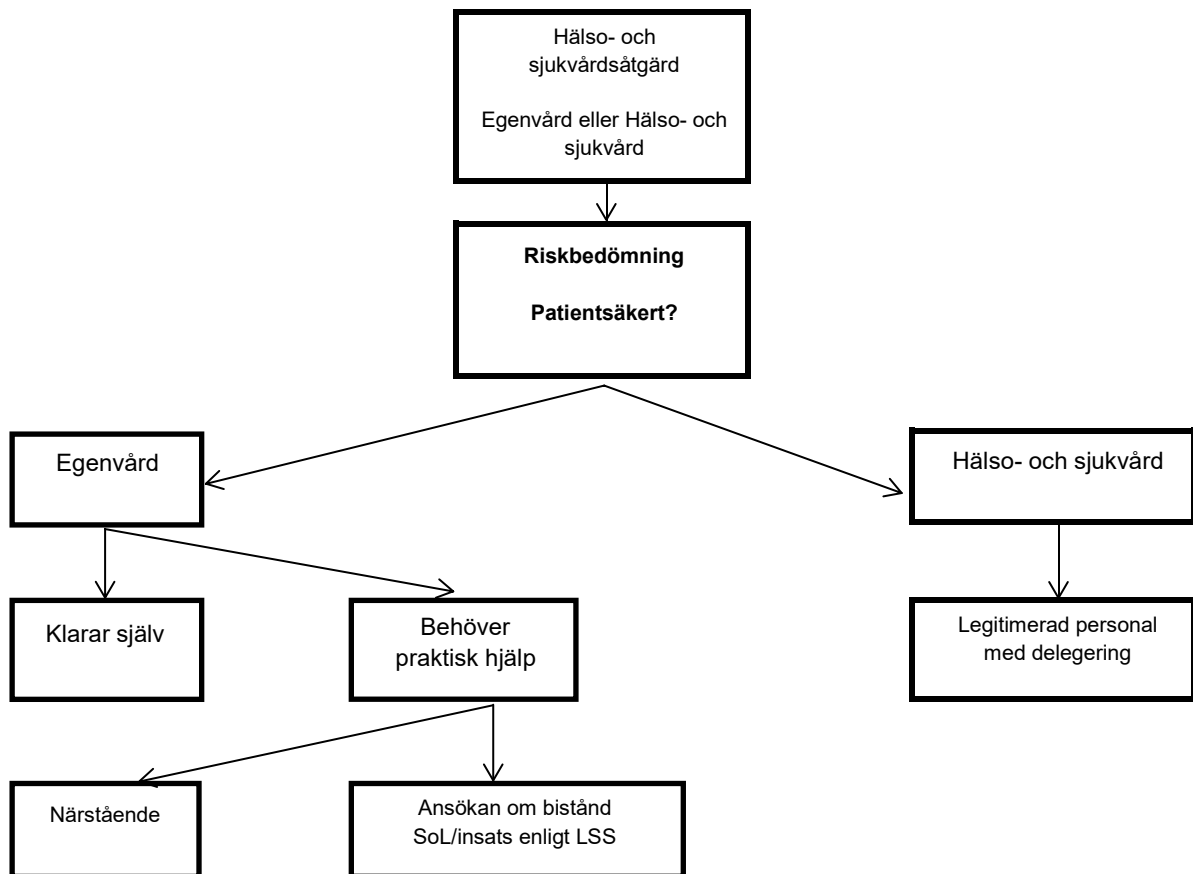 Hälso- och
sjukvårdsåtgärd
Egenvård eller Hälso- och
sjukvård
Riskbedömning
Patientsäkert?
Egenvård
Hälso- och sjukvård
Klarar själv
Behöver
praktisk hjälp
Legitimerad personal
med delegering
Närstående
Ansökan om bistånd
SoL/insats enligt LSS